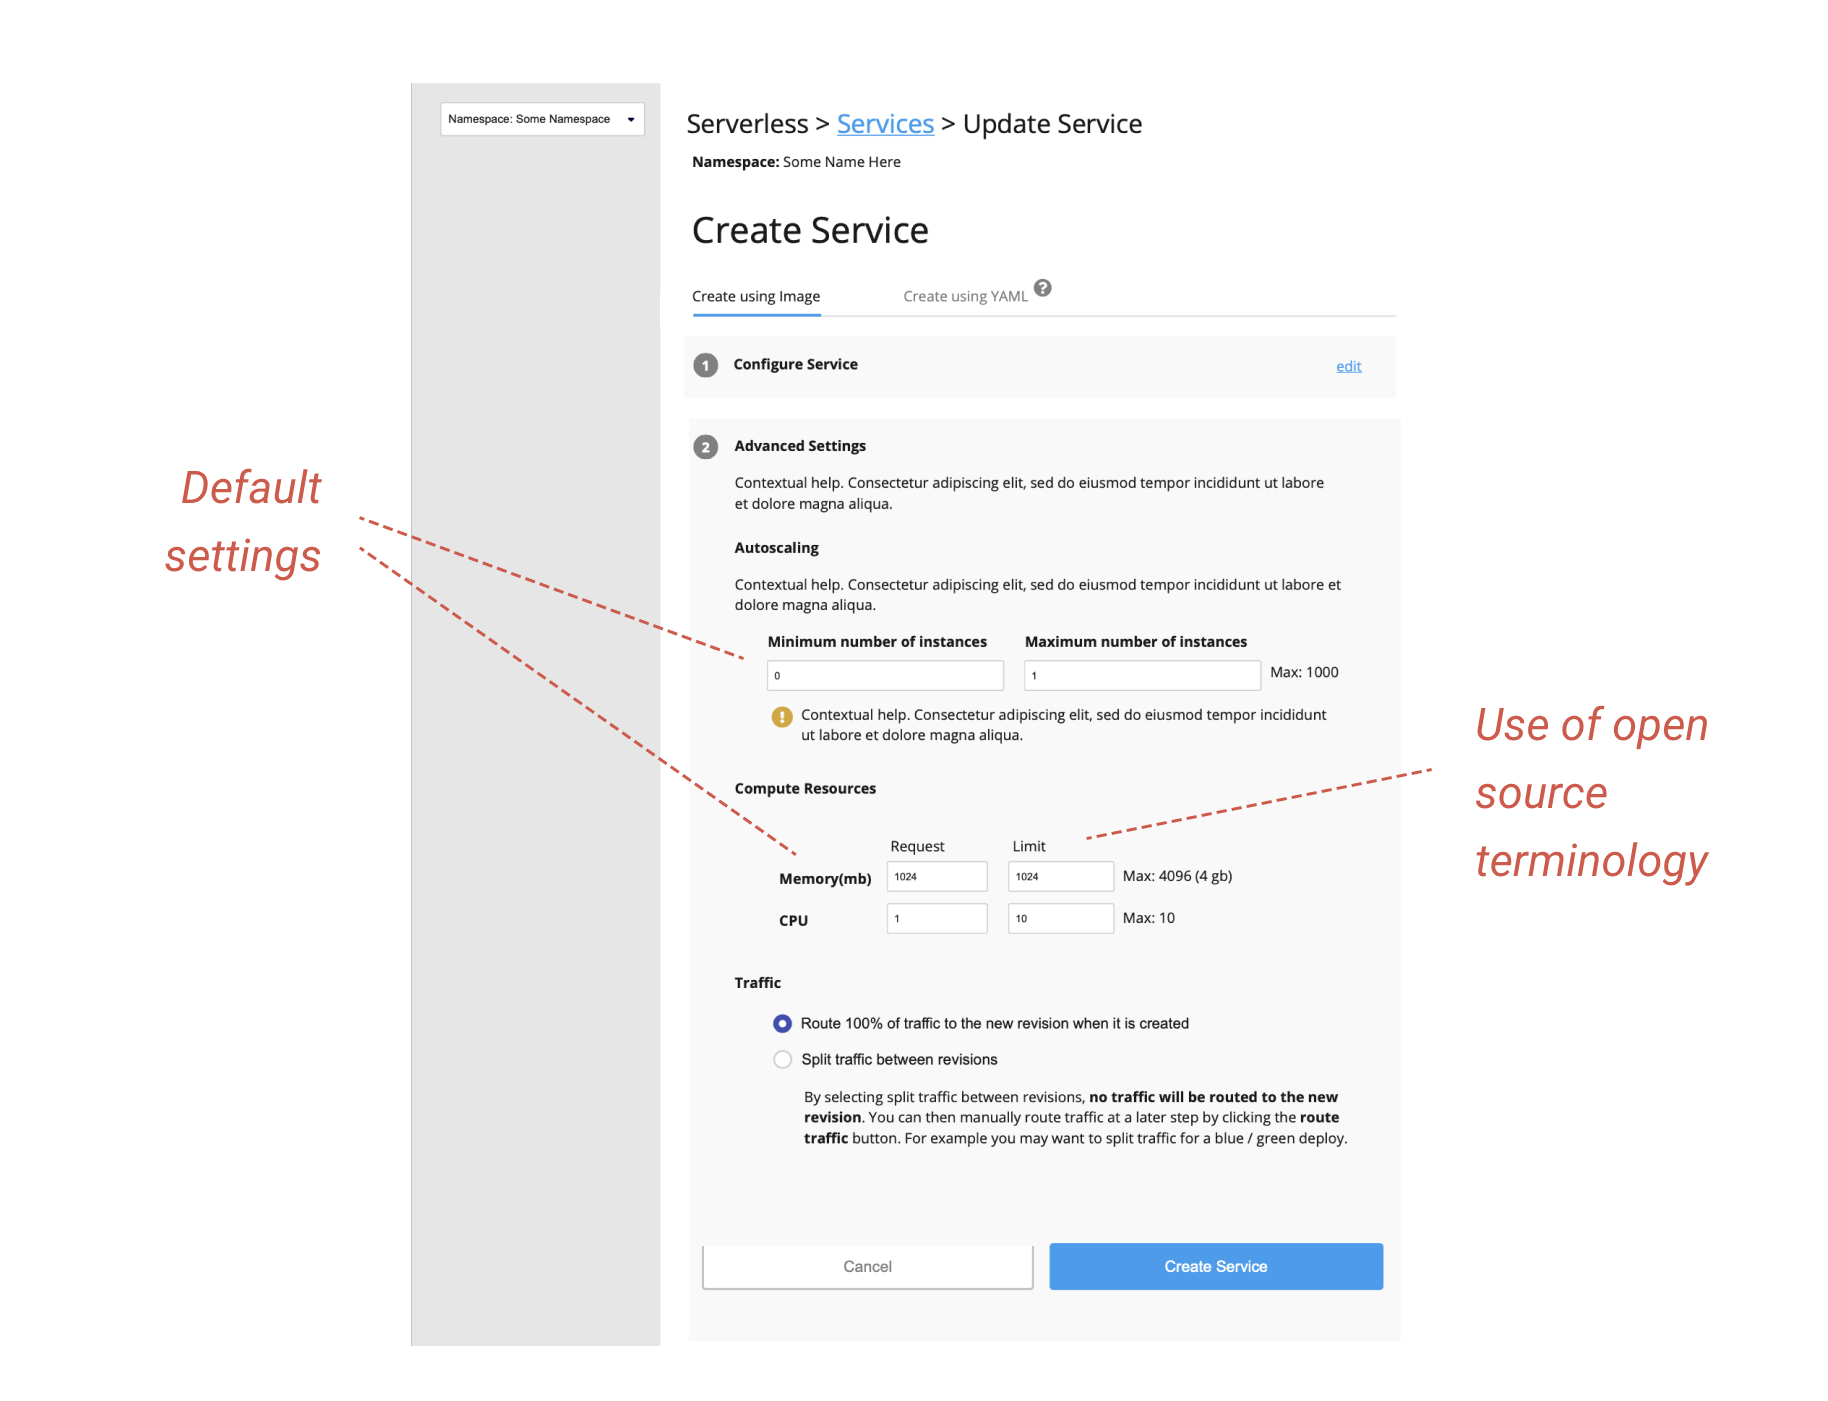 Namespace: Some Namespace
Serverless > Services > Update Service
Namespace: Some Name Here
Create Service
Create using Image
Create using YAML ?
1 Configure Service
edit
2 Advanced Settings
Contextual help. Consectetur adipiscing elit, sed do eiusmod tempor incididunt ut labore
et dolore magna aliqua.
Default
settings
Autoscaling
Contextual help. Consectetur adipiscing elit, sed do eiusmod tempor incididunt ut labore et
dolore magna aliqua.
Minimum number of instances
Maximum number of instances
0
1
Max: 1000
! Contextual help. Consectetur adipiscing elit, sed do eiusmod tempor incididunt
ut labore et dolore magna aliqua.
Use of open
source
terminology
Compute Resources
Request
Limit
Memory(mb)
1024
1024
Max: 4096 (4 gb)
CPU
1
10
Max: 10
Traffic
Route 100% of traffic to the new revision when it is created
Split traffic between revisions
By selecting split traffic between revisions, no traffic will be routed to the new
revision. You can then manually route traffic at a later step by clicking the route
traffic button. For example you may want to split traffic for a blue / green deploy.
Cancel
Create Service